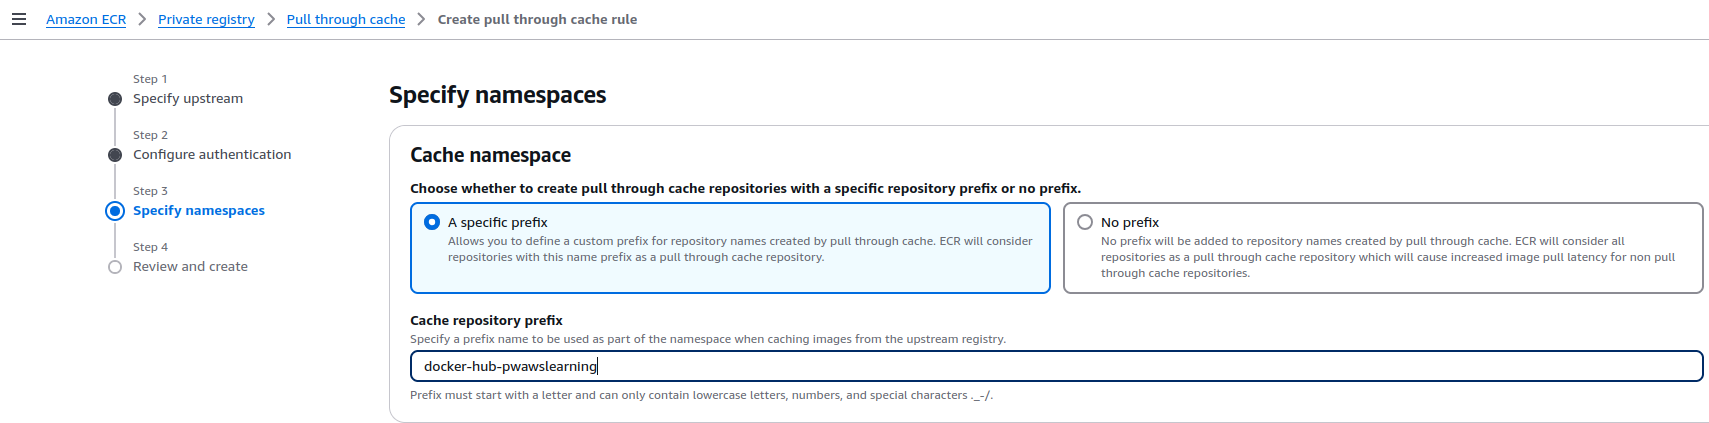 Amazon ECR > Private registry > Pull through cache > Create pull through cache rule
Step 1
Specify upstream
Step 2
Configure authentication
Step 3
Specify namespaces
Step 4
Review and create
Specify namespaces
Cache namespace
Choose whether to create pull through cache repositories with a specific repository prefix or no prefix.
A specific prefix
Allows you to define a custom prefix for repository names created by pull through cache. ECR will consider
repositories with this name prefix as a pull through cache repository.
No prefix
No prefix will be added to repository names created by pull through cache. ECR will consider all
repositories as a pull through cache repository which will cause increased image pull latency for non pull
through cache repositories.
Cache repository prefix
Specify a prefix name to be used as part of the namespace when caching images from the upstream registry.
docker-hub-pwawslearning
Prefix must start with a letter and can only contain lowercase letters, numbers, and special characters ._-/.